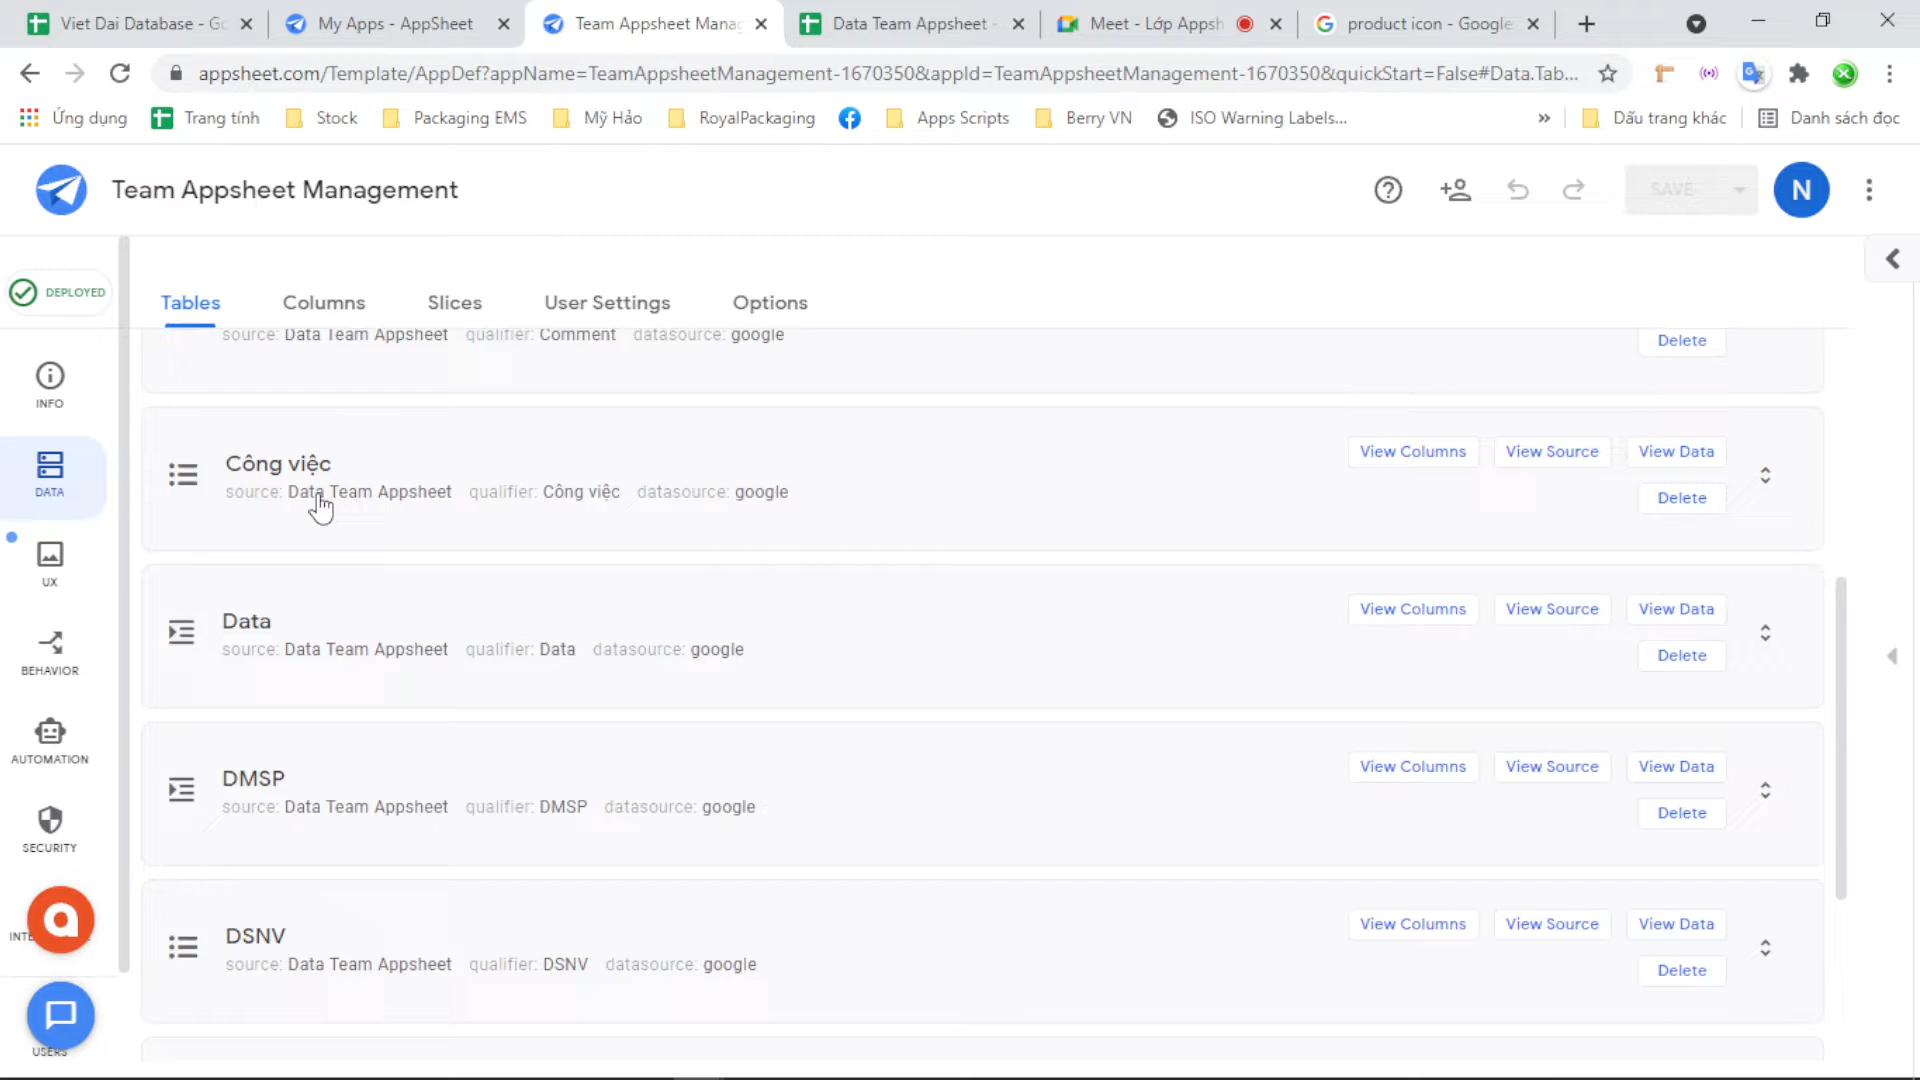 Viet Dai Database - Go
My Apps - AppSheet
Team Appsheet Manag
Data Team Appsheet -
Meet - Lớp Appsh
product icon - Google
appsheet.com/Template/AppDef?appName=TeamAppsheetManagement-1670350&appId=TeamAppsheetManagement-1670350&quickStart=False#Data.Tab...
Ứng dụng
Trang tính
Stock
Packaging EMS
Mỹ Hảo
RoyalPackaging
Apps Scripts
Berry VN
ISO Warning Labels...
»
Dấu trang khác
Danh sách đọc
Team Appsheet Management
SAVE
N
DEPLOYED
Tables
Columns
Slices
User Settings
Options
INFO
DATA
UX
BEHAVIOR
AUTOMATION
SECURITY
USERS
source: Data Team Appsheet qualifier: Comment datasource: google
Delete
Công việc
source: Data Team Appsheet qualifier: Công việc datasource: google
View Columns
View Source
View Data
Delete
Data
source: Data Team Appsheet qualifier: Data datasource: google
View Columns
View Source
View Data
Delete
DMSP
source: Data Team Appsheet qualifier: DMSP datasource: google
View Columns
View Source
View Data
Delete
DSNV
source: Data Team Appsheet qualifier: DSNV datasource: google
View Columns
View Source
View Data
Delete